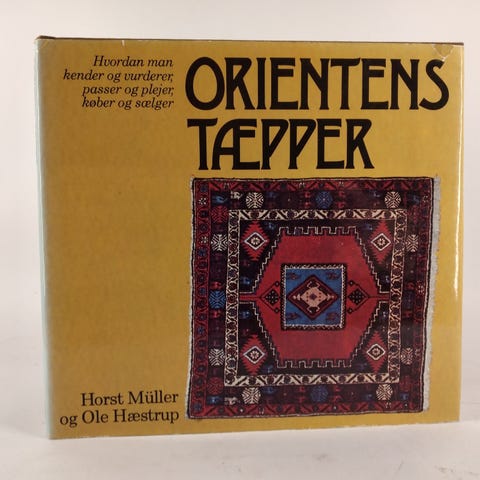 Hvordan man
kender og vurderer,
passer og plejer,
køber og sælger
ORIENTENS
TÆPPER
Horst Müller
og Ole Hæstrup